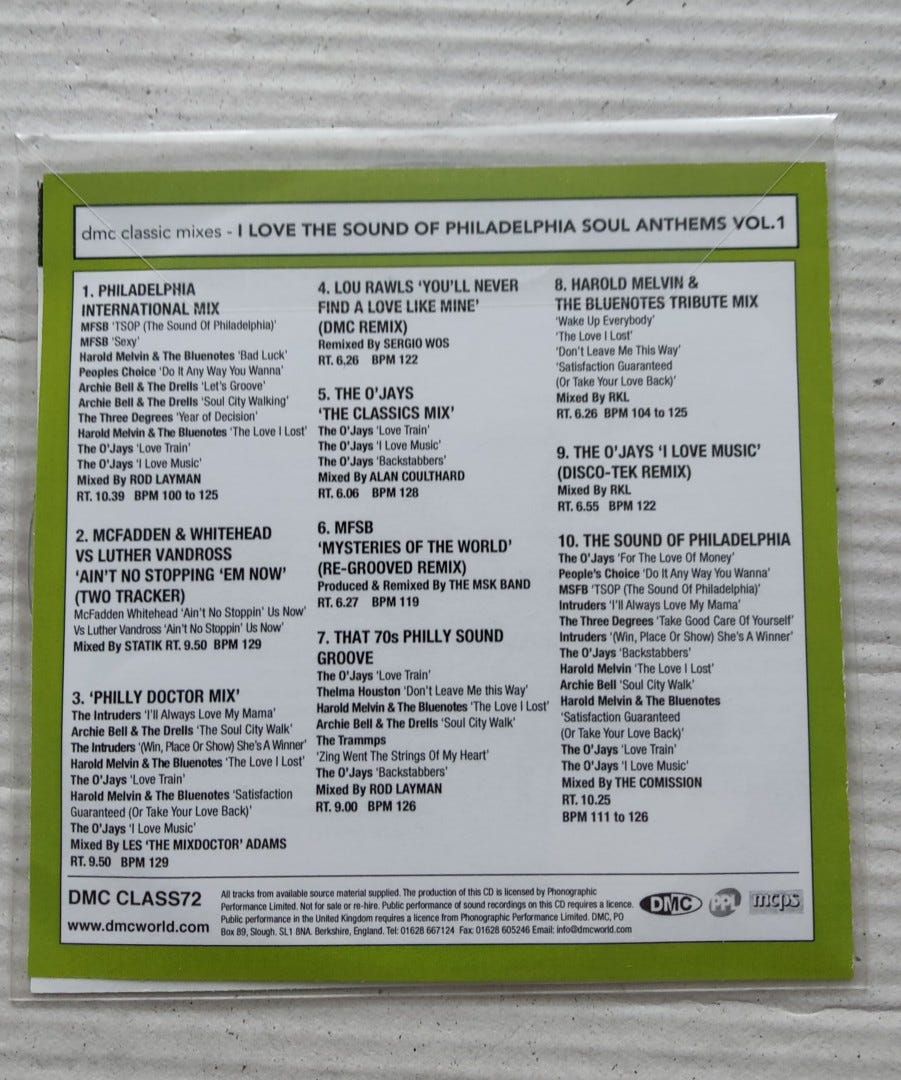 dmc classic mixes - I LOVE THE SOUND OF PHILADELPHIA SOUL ANTHEMS VOL.1
1. PHILADELPHIA
INTERNATIONAL MIX
MFSB 'TSOP (The Sound Of Philadelphia)'
MFSB 'Sexy'
Harold Melvin & The Bluenotes 'Bad Luck'
Peoples Choice 'Do It Any Way You Wanna'
Archie Bell & The Drells 'Let's Groove'
Archie Bell & The Drells 'Soul City Walking'
The Three Degrees 'Year of Decision'
Harold Melvin & The Bluenotes 'The Love I Lost'
The O'Jays 'Love Train'
The O'Jays 'I Love Music'
Mixed By ROD LAYMAN
RT. 10.39 BPM 100 to 125
2. MCFADDEN & WHITEHEAD
VS LUTHER VANDROSS
'AIN'T NO STOPPING 'EM NOW'
(TWO TRACKER)
McFadden Whitehead 'Ain't No Stoppin' Us Now'
Vs Luther Vandross 'Ain't No Stoppin' Us Now'
Mixed By STATIK RT. 9.50 BPM 129
3. 'PHILLY DOCTOR MIX'
The Intruders 'I'll Always Love My Mama'
Archie Bell & The Drells 'The Soul City Walk'
The Intruders '(Win, Place Or Show) She's A Winner'
Harold Melvin & The Bluenotes 'The Love I Lost'
The O'Jays 'Love Train'
Harold Melvin & The Bluenotes 'Satisfaction
Guaranteed (Or Take Your Love Back)'
The O'Jays 'I Love Music'
Mixed By LES 'THE MIXDOCTOR' ADAMS
RT. 9.50 BPM 129
4. LOU RAWLS 'YOU'LL NEVER
FIND A LOVE LIKE MINE'
(DMC REMIX)
Remixed By SERGIO WOS
RT. 6.26 BPM 122
5. THE O'JAYS
'THE CLASSICS MIX'
The O'Jays 'Love Train'
The O'Jays 'I Love Music'
The O'Jays 'Backstabbers'
Mixed By ALAN COULTHARD
RT. 6.06 BPM 128
6. MFSB
'MYSTERIES OF THE WORLD'
(RE-GROOVED REMIX)
Produced & Remixed By THE MSK BAND
RT. 6.27 BPM 119
7. THAT 70s PHILLY SOUND
GROOVE
The O'Jays 'Love Train'
Thelma Houston 'Don't Leave Me this Way'
Harold Melvin & The Bluenotes 'The Love I Lost'
Archie Bell & The Drells 'Soul City Walk'
The Trammps
'Zing Went The Strings Of My Heart'
The O'Jays 'Backstabbers'
Mixed By ROD LAYMAN
RT. 9.00 BPM 126
8. HAROLD MELVIN &
THE BLUENOTES TRIBUTE MIX
'Wake Up Everybody'
'The Love I Lost'
'Don't Leave Me This Way'
'Satisfaction Guaranteed
(Or Take Your Love Back)'
Mixed By RKL
RT. 6.26 BPM 104 to 125
9. THE O'JAYS 'I LOVE MUSIC'
(DISCO-TEK REMIX)
Mixed By RKL
RT. 6.55 BPM 122
10. THE SOUND OF PHILADELPHIA
The O'Jays 'For The Love Of Money'
People's Choice 'Do It Any Way You Wanna'
MSFB 'TSOP (The Sound Of Philadelphia)'
Intruders 'I'll Always Love My Mama'
The Three Degrees 'Take Good Care Of Yourself'
Intruders '(Win, Place Or Show) She's A Winner'
The O'Jays 'Backstabbers'
Harold Melvin 'The Love I Lost'
Archie Bell 'Soul City Walk'
Harold Melvin & The Bluenotes
'Satisfaction Guaranteed
(Or Take Your Love Back)'
The O'Jays 'Love Train'
The O'Jays 'I Love Music'
Mixed By THE COMISSION
RT. 10.25
BPM 111 to 126
DMC CLASS72
www.dmcworld.com
All tracks from available source material supplied. The production of this CD is licensed by Phonographic
Performance Limited. Not for sale or re-hire. Public performance of sound recordings on this CD requires a licence.
Public performance in the United Kingdom requires a licence from Phonographic Performance Limited. DMC, PO
Box 89, Slough. SL1 8NA. Berkshire, England. Tel: 01628 667124 Fax: 01628 605246 Email: info@dmcworld.com
DMC PPL mcps